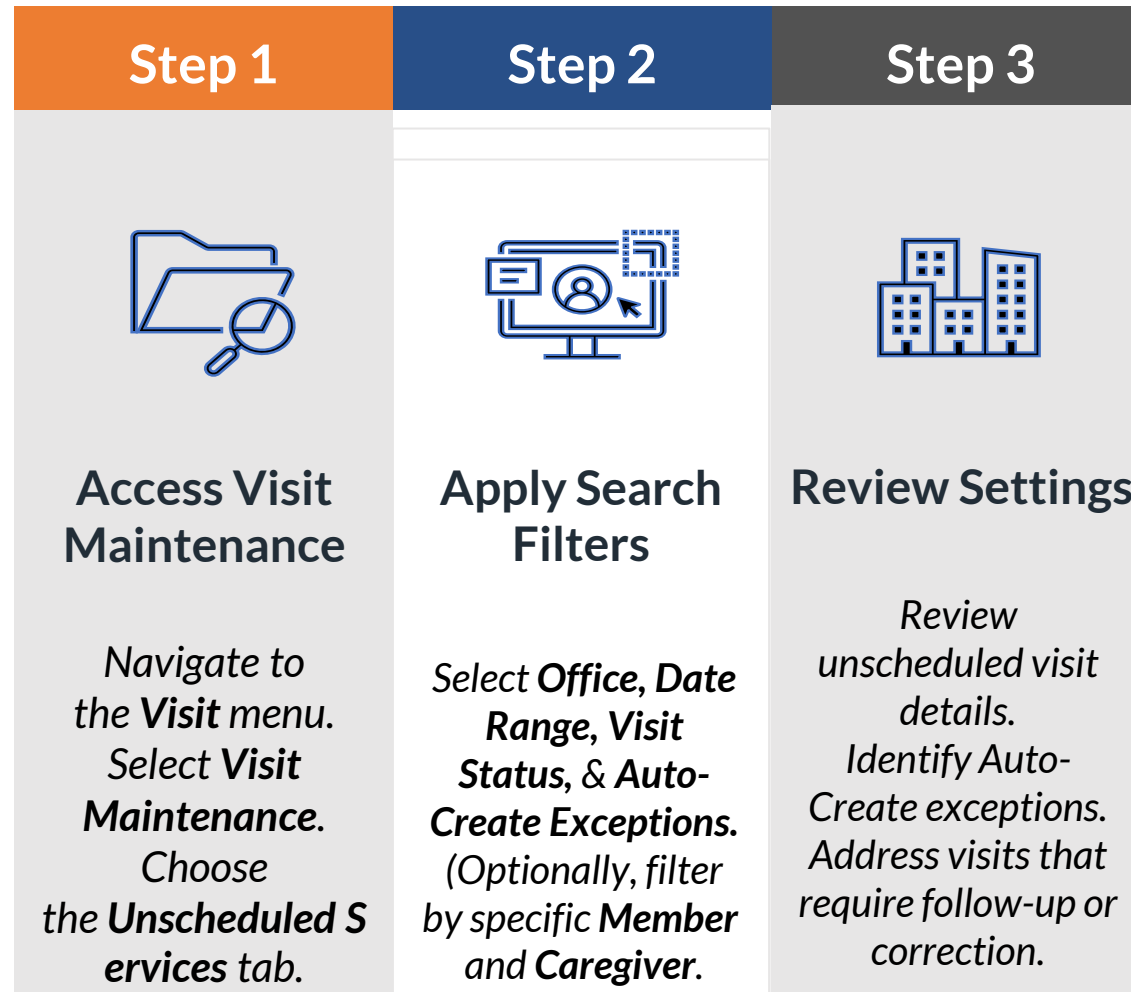 Step 1
Access Visit
Maintenance
Navigate to
the Visit menu.
Select Visit
Maintenance.
Choose
the Unscheduled S
ervices tab.
Step 2
Apply Search
Filters
Select Office, Date
Range, Visit
Status, & Auto-
Create Exceptions.
(Optionally, filter
by specific Member
and Caregiver.
Step 3
Review Settings
Review
unscheduled visit
details.
Identify Auto-
Create exceptions.
Address visits that
require follow-up or
correction.